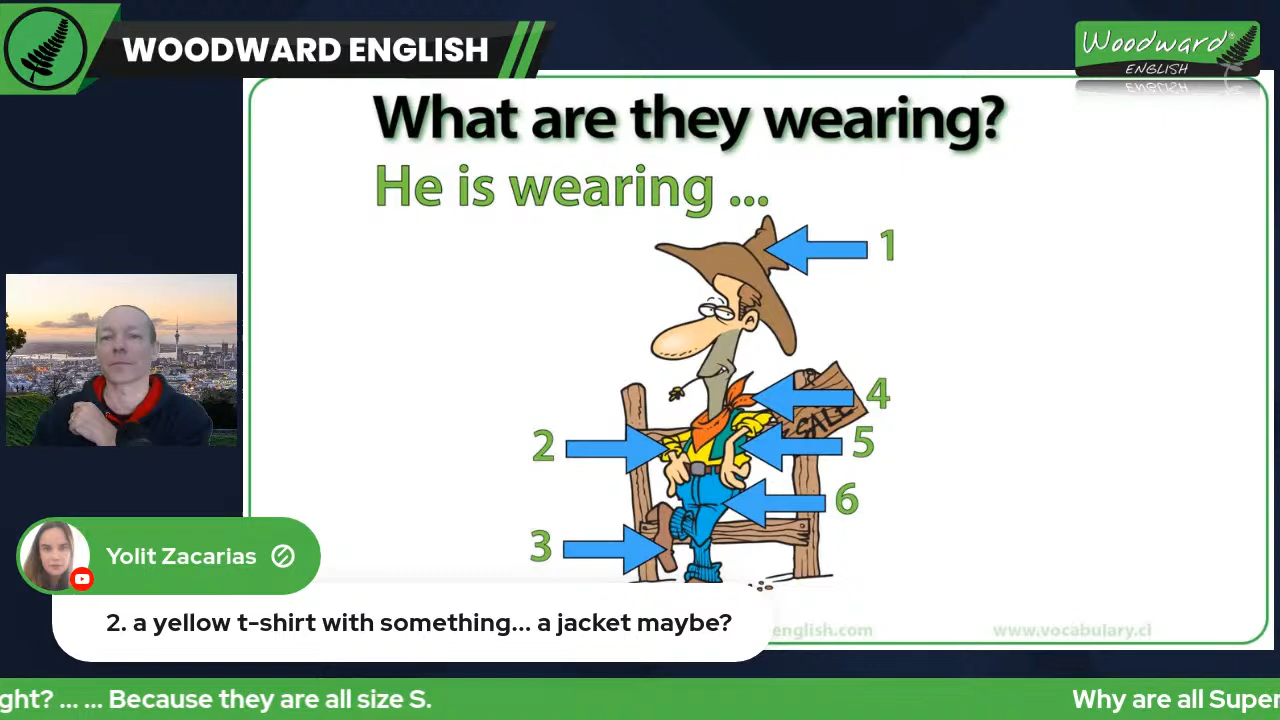 WOODWARD ENGLISH
Woodward®
ENGLISH
What are they wearing?
He is wearing ...
1
4
SALE
2
5
6
3
Yolit Zacarias
2. a yellow t-shirt with something... a jacket maybe?
english.com
www.vocabulary.cl
ght? ... ... Because they are all size S.
Why are all Super